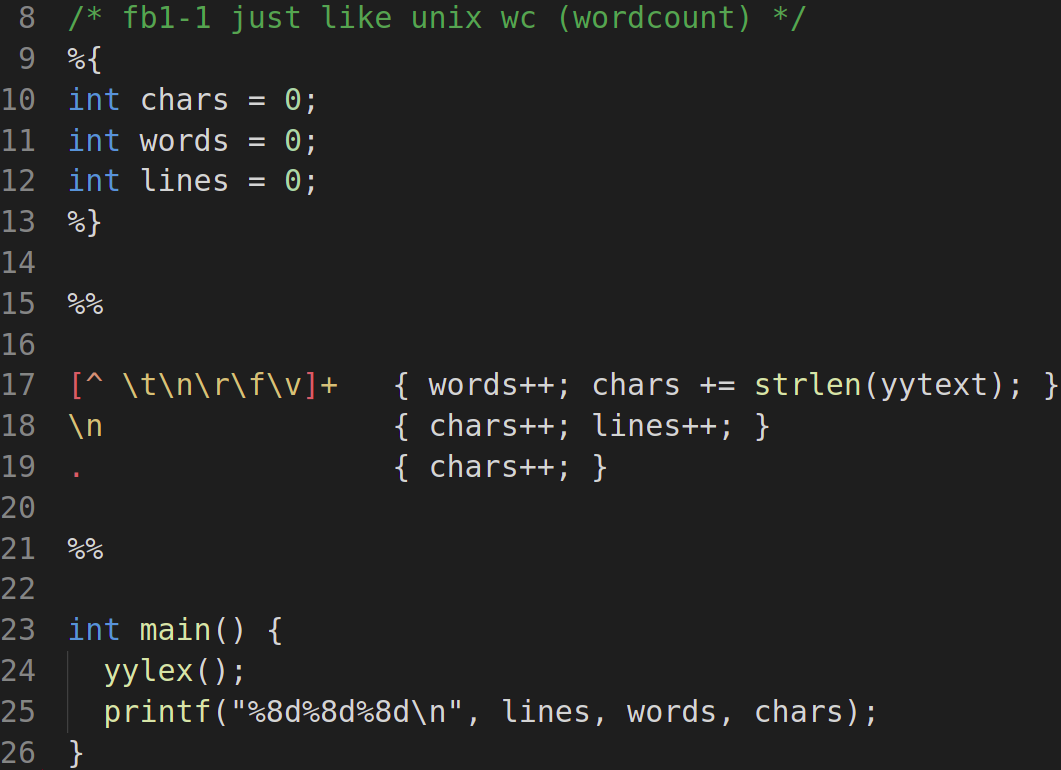 8 /* fb1-1 just like unix wc (wordcount) */
9 %{
10 int chars = 0;
11 int words = 0;
12 int lines = 0;
13 %}
14
15 %%
16
17 [^ \t\n\r\f\v]+   { words++; chars += strlen(yytext); }
18 \n                { chars++; lines++; }
19 .                 { chars++; }
20
21 %%
22
23 int main() {
24   yylex();
25   printf("%8d%8d%8d\n", lines, words, chars);
26 }